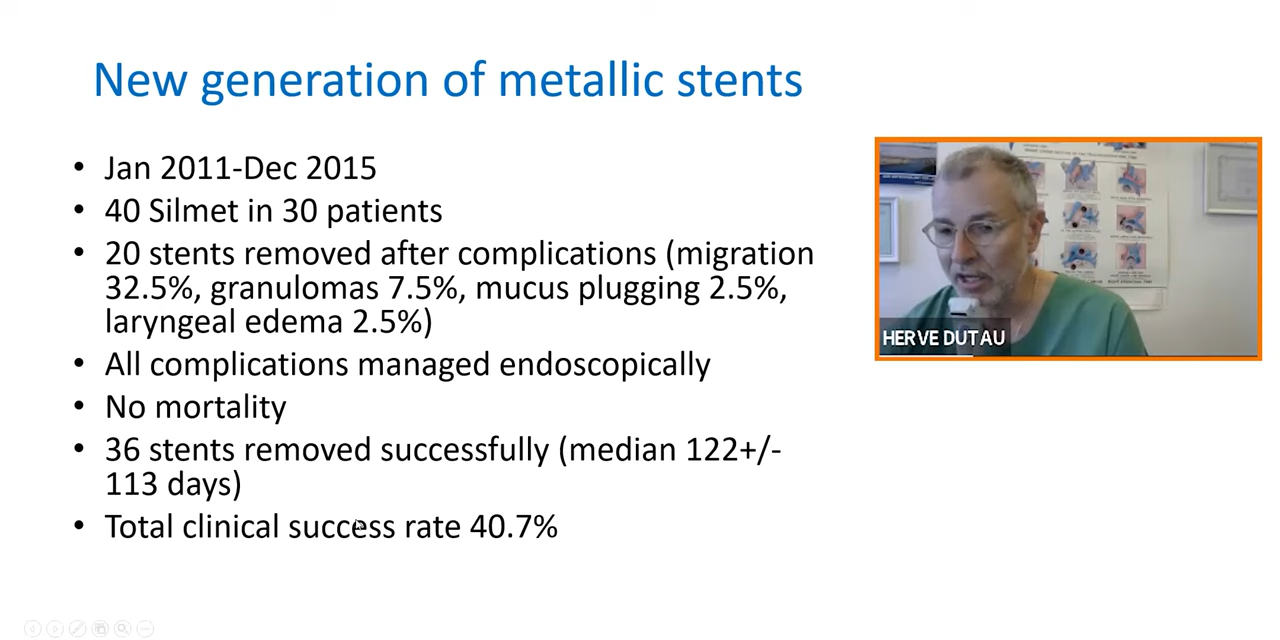 New generation of metallic stents
• Jan 2011-Dec 2015
• 40 Silmet in 30 patients
• 20 stents removed after complications (migration
32.5%, granulomas 7.5%, mucus plugging 2.5%,
laryngeal edema 2.5%)
• All complications managed endoscopically
• No mortality
• 36 stents removed successfully (median 122+/-
113 days)
• Total clinical success rate 40.7%
HERVE DUTAU